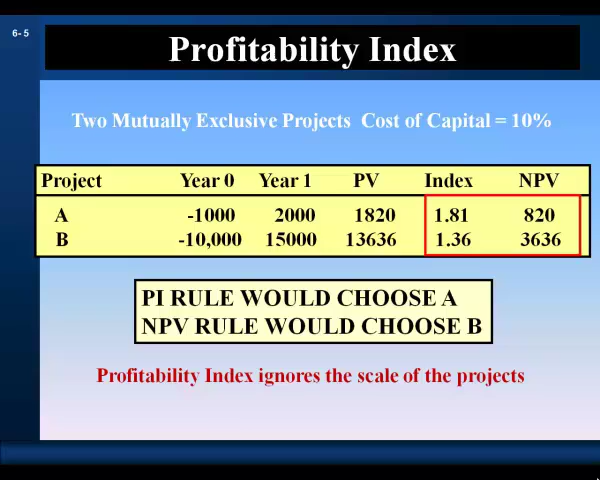 6- 5
Profitability Index
Two Mutually Exclusive Projects Cost of Capital = 10%
Project Year 0 Year 1 PV Index NPV
A -1000 2000 1820 1.81 820
B -10,000 15000 13636 1.36 3636
PI RULE WOULD CHOOSE A
NPV RULE WOULD CHOOSE B
Profitability Index ignores the scale of the projects